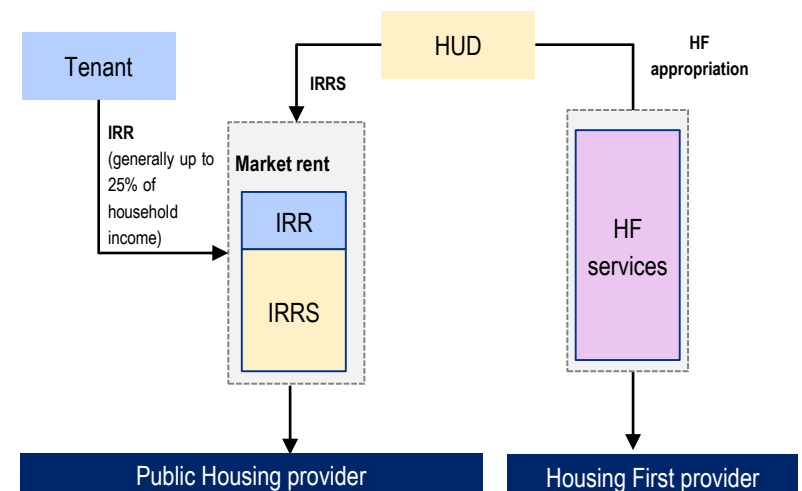 Tenant
HUD
HF
appropriation
IRRS
IRR
(generally up to
25% of
household
income)
Market rent
IRR
IRRS
HF
services
Public Housing provider
Housing First provider